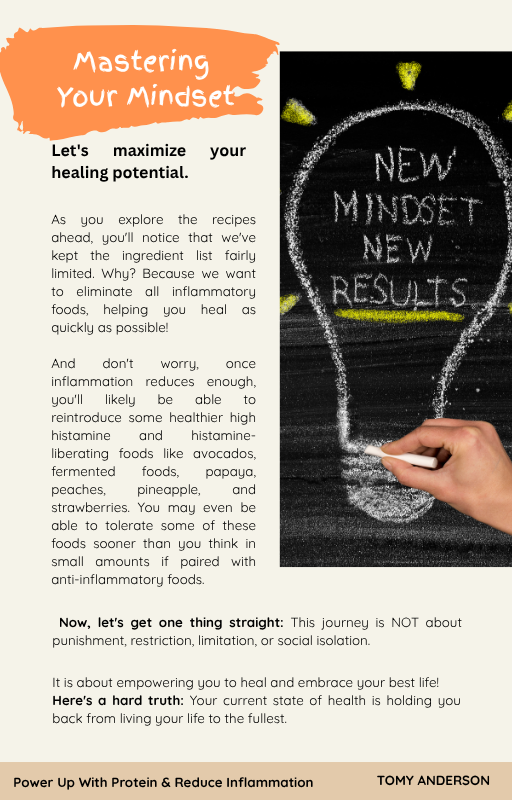 Mastering
Your Mindset
Let's maximize your
healing potential.
As you explore the recipes
ahead, you'll notice that we've
kept the ingredient list fairly
limited. Why? Because we want
to eliminate all inflammatory
foods, helping you heal as
quickly as possible!
And don't worry, once
inflammation reduces enough,
you'll likely be able to
reintroduce some healthier high
histamine and histamine-
liberating foods like avocados,
fermented foods, papaya,
peaches, pineapple, and
strawberries. You may even be
able to tolerate some of these
foods sooner than you think in
small amounts if paired with
anti-inflammatory foods.
NEW
MINDSET
NEW
RESULTS
Now, let's get one thing straight: This journey is NOT about
punishment, restriction, limitation, or social isolation.
It is about empowering you to heal and embrace your best life!
Here's a hard truth: Your current state of health is holding you
back from living your life to the fullest.
Power Up With Protein & Reduce Inflammation
TOMY ANDERSON